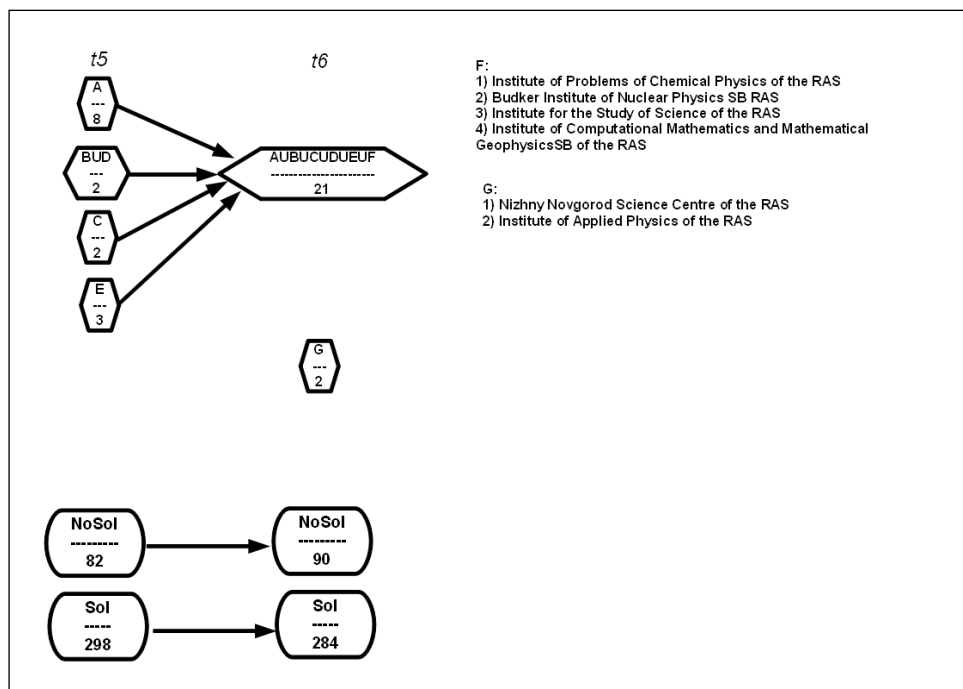 t5
t6
A
---
8
BUD
---
2
C
---
2
E
---
3
AUBUCUDUEUF
----------------------
21
G
---
2
NoSol
---------
82
NoSol
---------
90
Sol
-----
298
Sol
-----
284
F:
1) Institute of Problems of Chemical Physics of the RAS
2) Budker Institute of Nuclear Physics SB RAS
3) Institute for the Study of Science of the RAS
4) Institute of Computational Mathematics and Mathematical
GeophysicsSB of the RAS
G:
1) Nizhny Novgorod Science Centre of the RAS
2) Institute of Applied Physics of the RAS